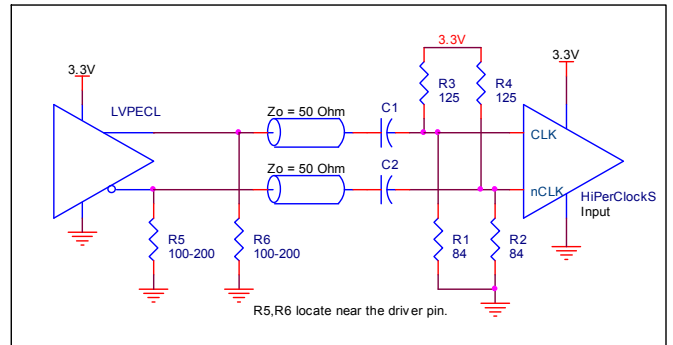 3.3V
R3
125
R4
125
3.3V
3.3V
LVPECL
Zo = 50 Ohm
C1
CLK
Zo = 50 Ohm
C2
nCLK
HiPerClockS
Input
R5
100-200
R6
100-200
R1
84
R2
84
R5,R6 locate near the driver pin.